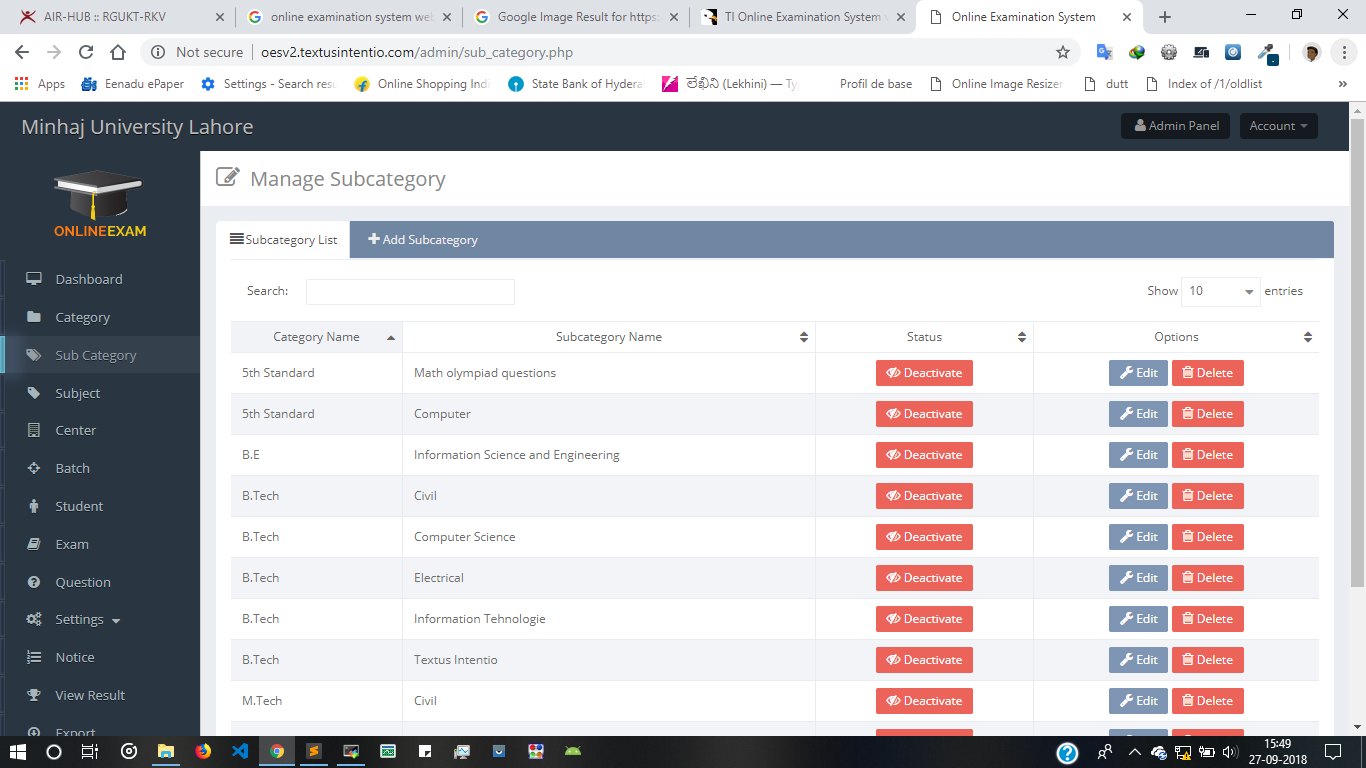 AIR-HUB :: RGUKT-RKV
online examination system web
Google Image Result for https:
TI Online Examination System
Online Examination System
Not secure | oesv2.textusintentio.com/admin/sub_category.php
Apps
Eenadu ePaper
Settings - Search resu
Online Shopping Indi
State Bank of Hydera
లేఖిని (Lekhini) — Ty
Profil de base
Online Image Resizer
dutt
Index of /1/oldlist
»
Minhaj University Lahore
Admin Panel
Account
ONLINEEXAM
Dashboard
Category
Sub Category
Subject
Center
Batch
Student
Exam
Question
Settings
Notice
View Result
Export
Manage Subcategory
Subcategory List
Add Subcategory
Search:
Show 10 entries
Category Name Subcategory Name Status Options
5th Standard Math olympiad questions Deactivate Edit Delete
5th Standard Computer Deactivate Edit Delete
B.E Information Science and Engineering Deactivate Edit Delete
B.Tech Civil Deactivate Edit Delete
B.Tech Computer Science Deactivate Edit Delete
B.Tech Electrical Deactivate Edit Delete
B.Tech Information Tehnologie Deactivate Edit Delete
B.Tech Textus Intentio Deactivate Edit Delete
M.Tech Civil Deactivate Edit Delete
15:49
27-09-2018